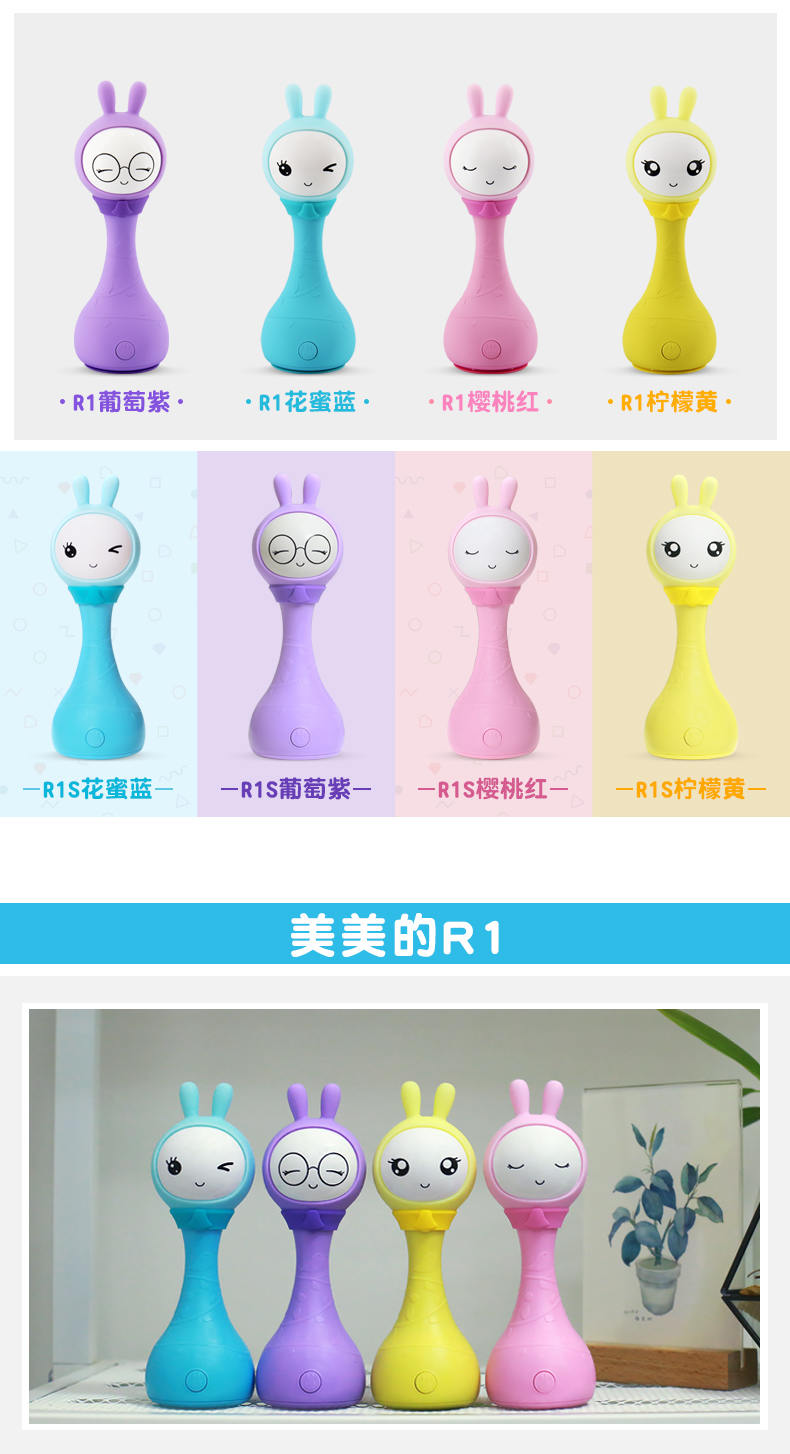 ·R1葡萄紫·
·R1花蜜蓝·
·R1樱桃红·
·R1柠檬黄·
—R1S花蜜蓝—
—R1S葡萄紫—
—R1S樱桃红—
—R1S柠檬黄—
美美的R1